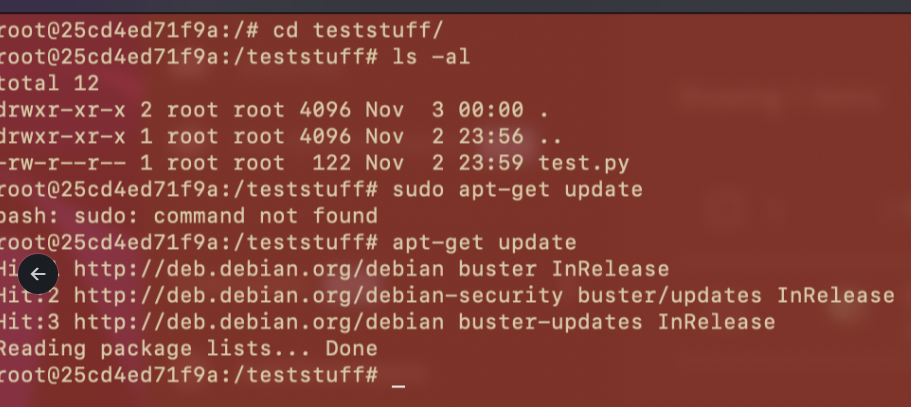 root@25cd4ed71f9a:/# cd teststuff/
root@25cd4ed71f9a:/teststuff# ls -al
total 12
drwxr-xr-x 2 root root 4096 Nov  3 00:00 .
drwxr-xr-x 1 root root 4096 Nov  2 23:56 ..
-rw-r--r-- 1 root root  122 Nov  2 23:59 test.py
root@25cd4ed71f9a:/teststuff# sudo apt-get update
bash: sudo: command not found
root@25cd4ed71f9a:/teststuff# apt-get update
Hi http://deb.debian.org/debian buster InRelease
Hit:2 http://deb.debian.org/debian-security buster/updates InRelease
Hit:3 http://deb.debian.org/debian buster-updates InRelease
Reading package lists... Done
root@25cd4ed71f9a:/teststuff# _